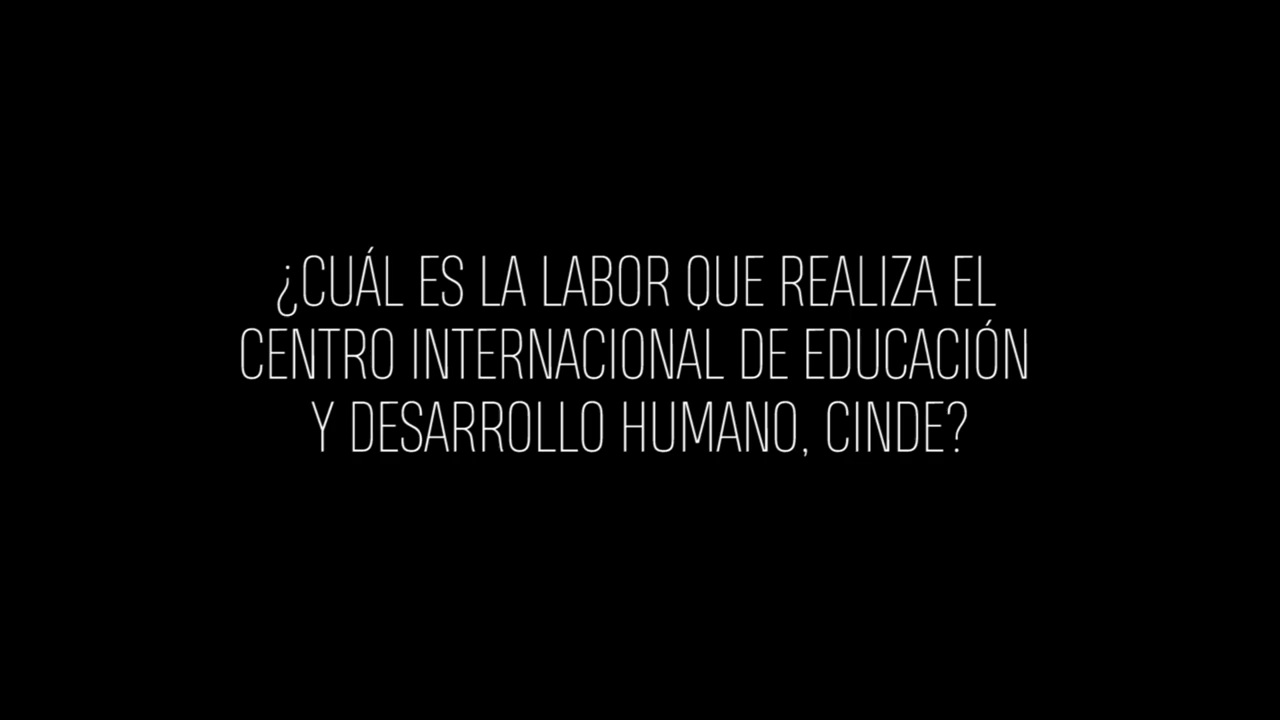 ¿CUÁL ES LA LABOR QUE REALIZA EL
CENTRO INTERNACIONAL DE EDUCACIÓN
Y DESARROLLO HUMANO, CINDE?